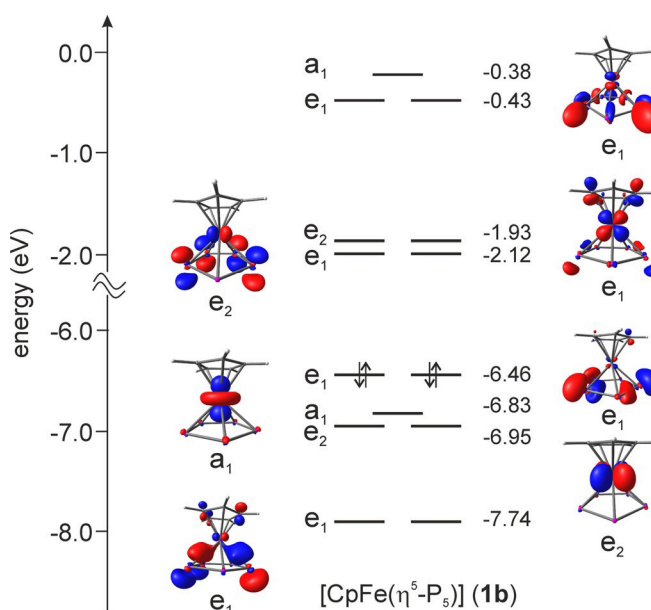 0.0
a₁
-0.38
e₁
-0.43
e₁
-1.0
e₂
-1.93
-2.0
e₁
-2.12
e₁
e₂
energy (eV)
-6.0
e₁
-6.46
a₁
-6.83
e₁
-7.0
e₂
-6.95
a₁
e₁
-7.74
e₂
-8.0
e₁
[CpFe(η⁵-P₅)] (1b)